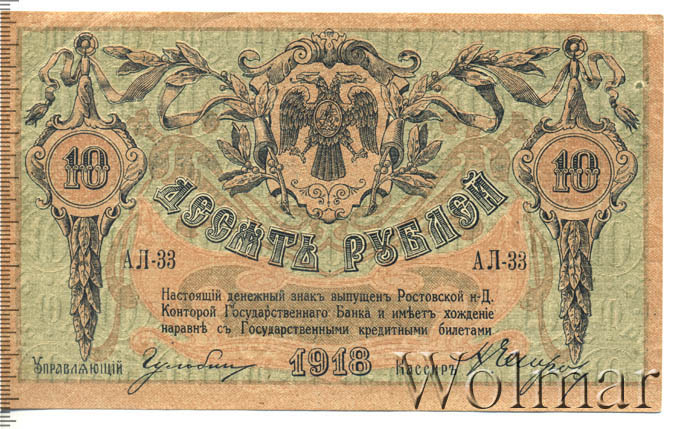 10
10
ДЕСЯТЬ РУБЛЕЙ
АЛ-33
АЛ-33
Настоящій денежный знакъ выпущенъ Ростовской н-Д.
Конторой Государственнаго Банка и имѣетъ хожденіе
наравнѣ съ Государственными кредитными билетами
Управляющій
1918
Кассиръ
Wolmar